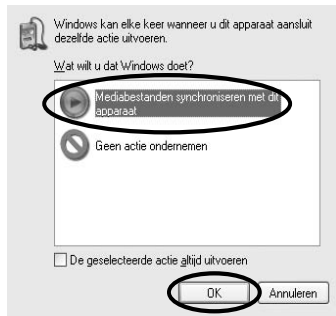 Windows kan elke keer wanneer u dit apparaat aansluit
dezelfde actie uitvoeren.
Wat wilt u dat Windows doet?
Mediabestanden synchroniseren met dit
apparaat
Geen actie ondernemen
De geselecteerde actie altijd uitvoeren
OK
Annuleren